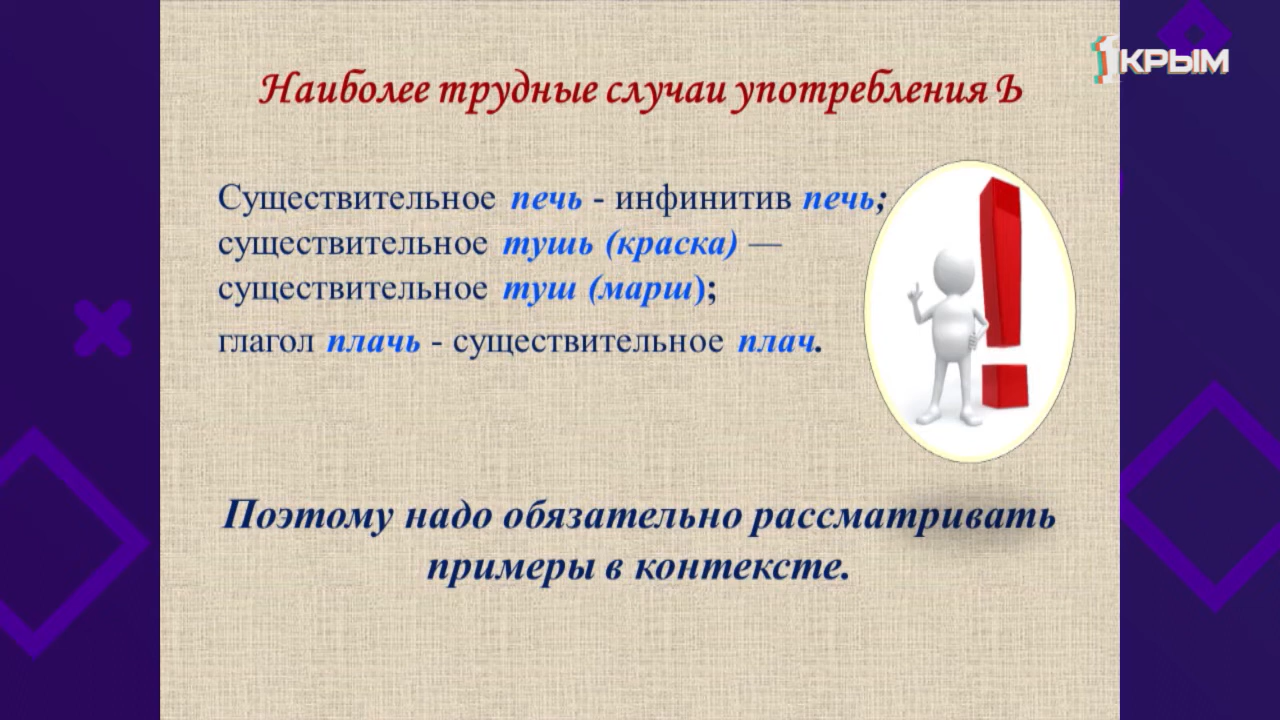 Наиболее трудные случаи употребления Ь
1КРЫМ
Существительное печь - инфинитив печь;
существительное тушь (краска) —
существительное туш (марш);
глагол плачь - существительное плач.
Поэтому надо обязательно рассматривать
примеры в контексте.